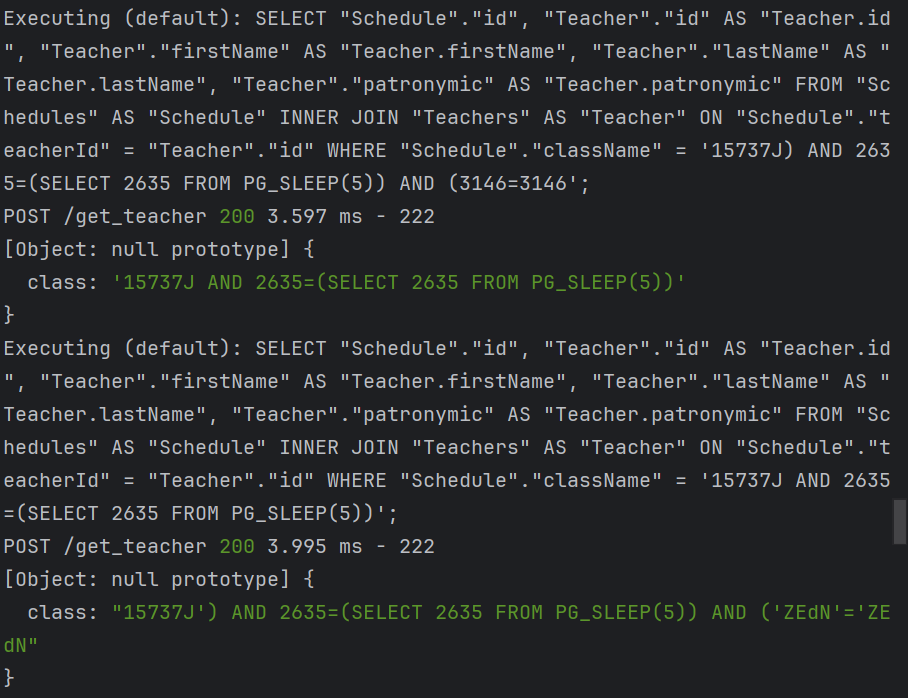 Executing (default): SELECT "Schedule"."id", "Teacher"."id" AS "Teacher.id
", "Teacher"."firstName" AS "Teacher.firstName", "Teacher"."lastName" AS "
Teacher.lastName", "Teacher"."patronymic" AS "Teacher.patronymic" FROM "Sc
hedules" AS "Schedule" INNER JOIN "Teachers" AS "Teacher" ON "Schedule"."t
eacherId" = "Teacher"."id" WHERE "Schedule"."className" = '15737J) AND 263
5=(SELECT 2635 FROM PG_SLEEP(5)) AND (3146=3146';
POST /get_teacher 200 3.597 ms - 222
[Object: null prototype] {
  class: '15737J AND 2635=(SELECT 2635 FROM PG_SLEEP(5))'
}
Executing (default): SELECT "Schedule"."id", "Teacher"."id" AS "Teacher.id
", "Teacher"."firstName" AS "Teacher.firstName", "Teacher"."lastName" AS "
Teacher.lastName", "Teacher"."patronymic" AS "Teacher.patronymic" FROM "Sc
hedules" AS "Schedule" INNER JOIN "Teachers" AS "Teacher" ON "Schedule"."t
eacherId" = "Teacher"."id" WHERE "Schedule"."className" = '15737J AND 2635
=(SELECT 2635 FROM PG_SLEEP(5))';
POST /get_teacher 200 3.995 ms - 222
[Object: null prototype] {
  class: "15737J') AND 2635=(SELECT 2635 FROM PG_SLEEP(5)) AND ('ZEdN'='ZE
dN"
}